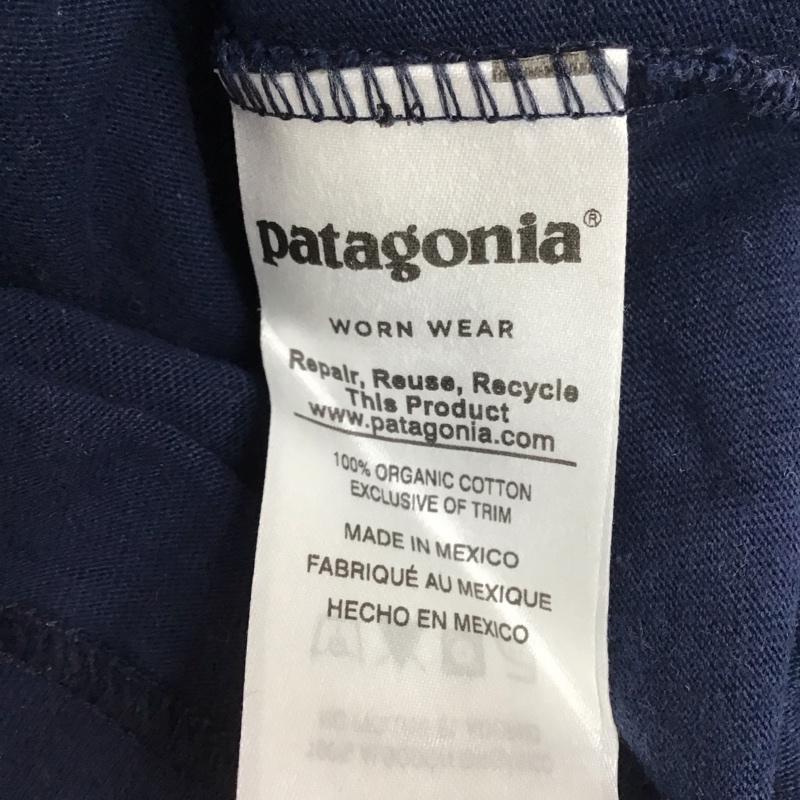 patagonia®
WORN WEAR
Repair, Reuse, Recycle
This Product
www.patagonia.com
100% ORGANIC COTTON
EXCLUSIVE OF TRIM
MADE IN MEXICO
FABRIQUÉ AU MEXIQUE
HECHO EN MEXICO